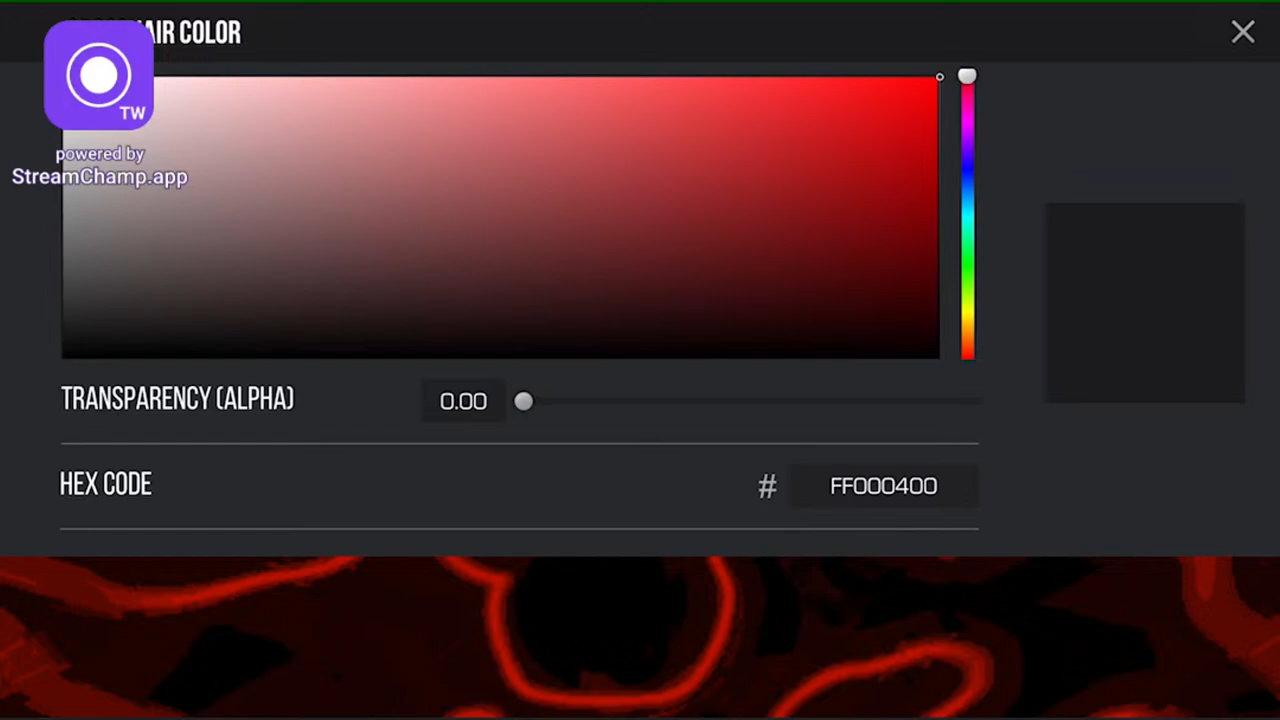 AIR COLOR
TW
powered by
StreamChamp.app
TRANSPARENCY (ALPHA)
0.00
HEX CODE
# FF000400